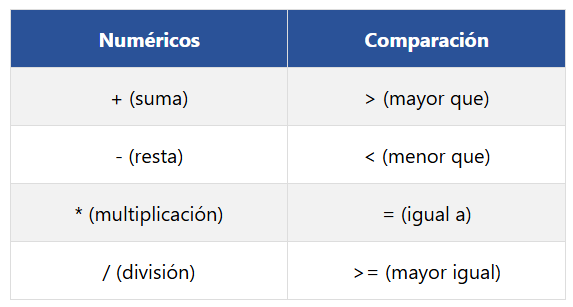 Numéricos Comparación
+ (suma) > (mayor que)
- (resta) < (menor que)
* (multiplicación) = (igual a)
/ (división) >= (mayor igual)